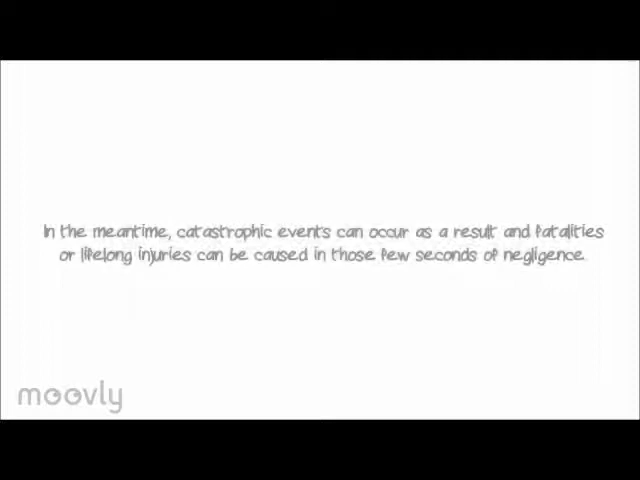 In the meantime, catastrophic events can occur as a result and fatalities
or lifelong injuries can be caused in those few seconds of negligence
moovly